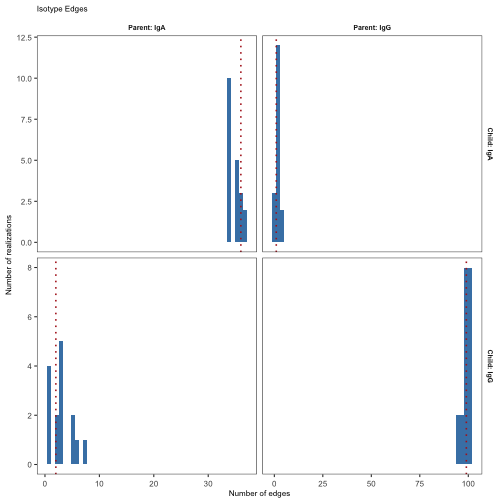 Isotype Edges
Parent: IgA
Parent: IgG
12.5
10.0
7.5
5.0
2.5
0.0
Child: IgA
8
6
4
2
0
Child: IgG
Number of realizations
0 10 20 30
0 25 50 75 100
Number of edges